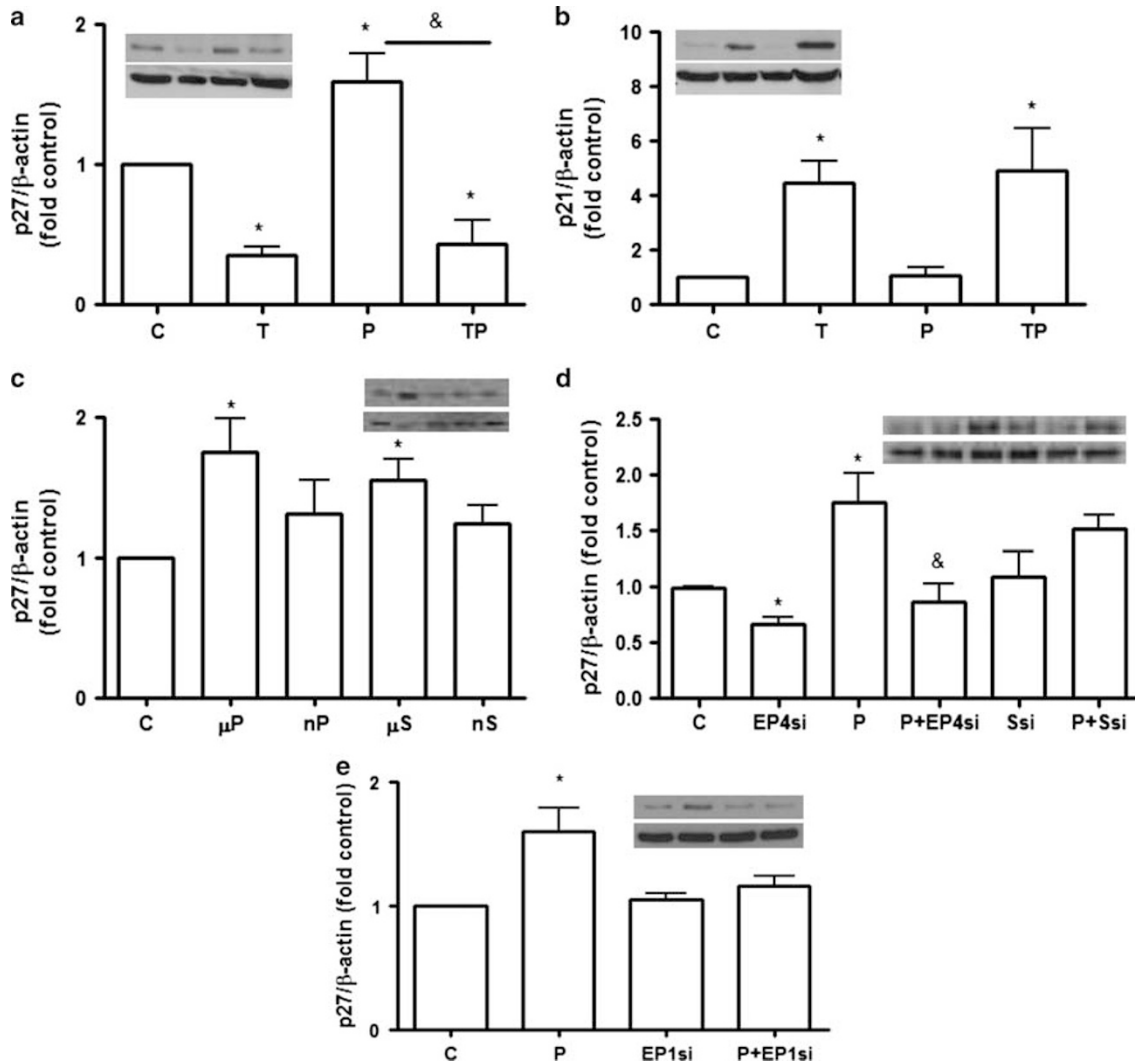 a
p27/β-actin
(fold control)
2
1
0
*
*
&
*
C T P TP
b
p21/β-actin
(fold control)
10
8
6
4
2
0
*
*
C T P TP
c
p27/β-actin
(fold control)
2
1
0
*
*
C μP nP μS nS
d
p27/β-actin (fold control)
2.5
2.0
1.5
1.0
0.5
0.0
*
*
&
C EP4si P P+EP4si Ssi P+Ssi
e
p27/β-actin (fold control)
2
1
0
*
C P EP1si P+EP1si